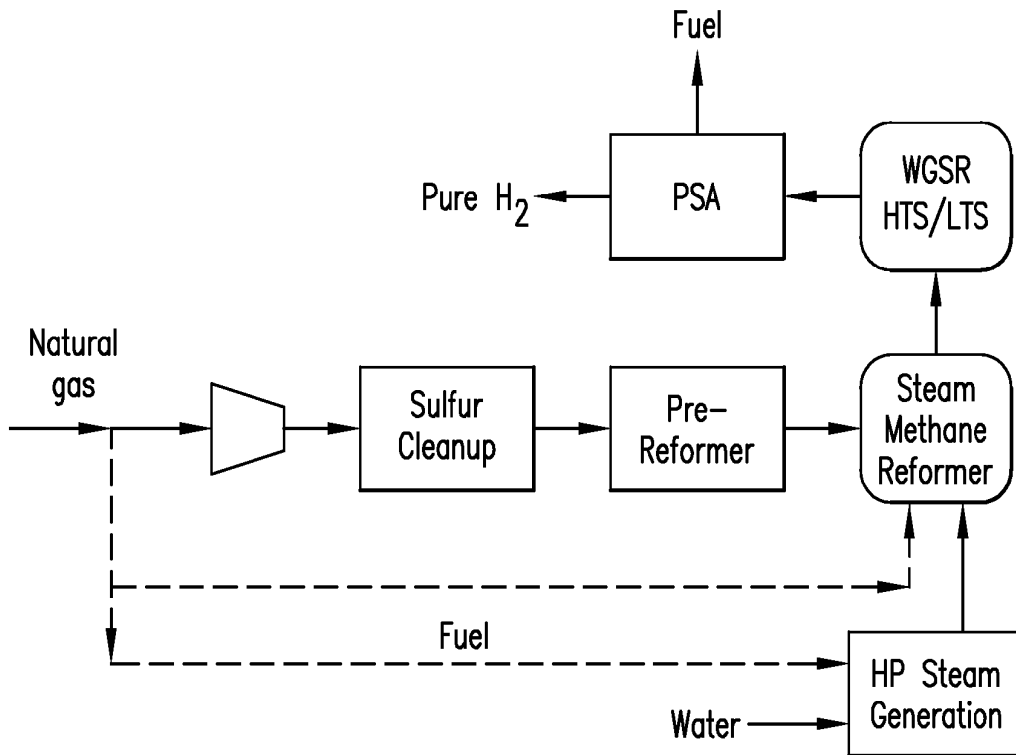 Fuel
Pure H₂
PSA
WGSR
HTS/LTS
Natural
gas
Sulfur
Cleanup
Pre-
Reformer
Steam
Methane
Reformer
Fuel
Water
HP Steam
Generation